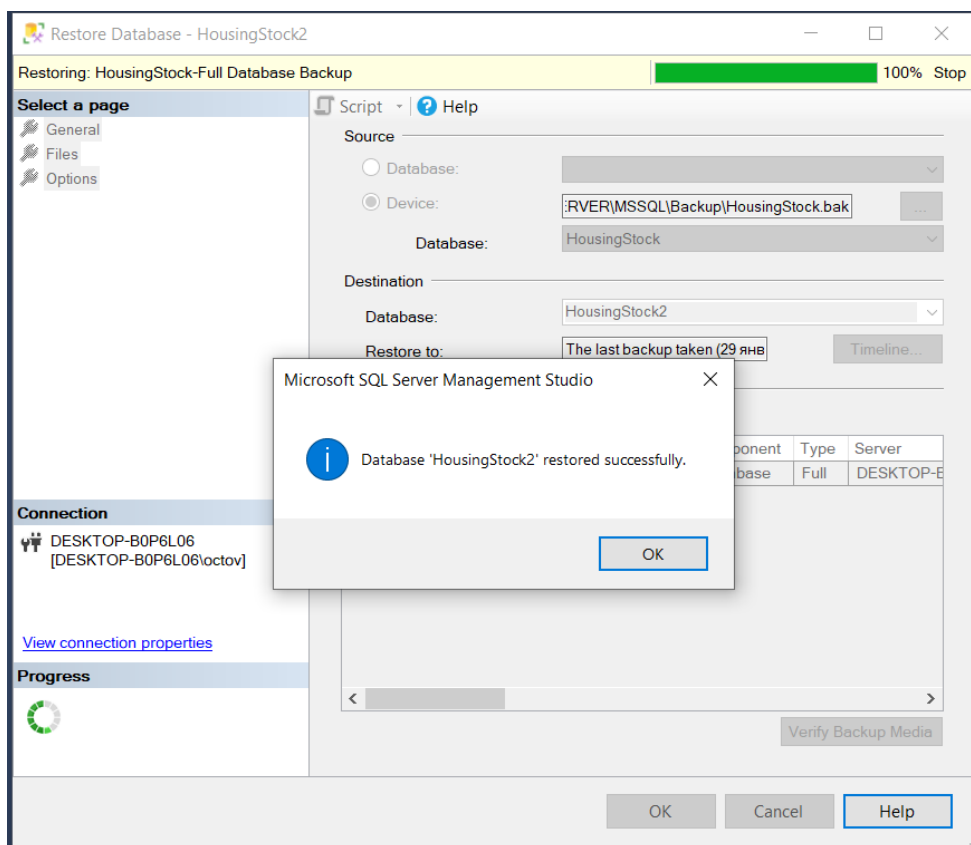 Restore Database - HousingStock2
Restoring: HousingStock-Full Database Backup 100% Stop
Select a page
General
Files
Options
Script Help
Source
Database:
Device: :RVER\MSSQL\Backup\HousingStock.bak ...
Database: HousingStock
Destination
Database: HousingStock2
Restore to: The last backup taken (29 янв Timeline...
Microsoft SQL Server Management Studio
Database 'HousingStock2' restored successfully.
OK
ponent Type Server
base Full DESKTOP-B
Connection
DESKTOP-B0P6L06
[DESKTOP-B0P6L06\octov]
View connection properties
Progress
Verify Backup Media
OK Cancel Help